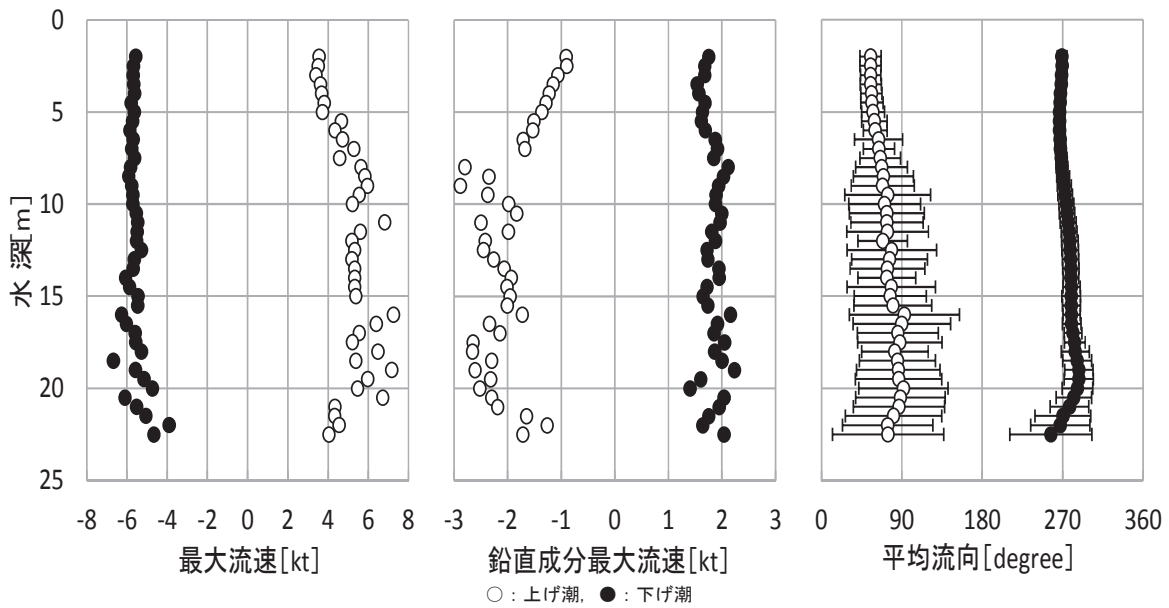 0
5
10
15
20
25
水 深[m]
-8 -6 -4 -2 0 2 4 6 8
最大流速[kt]
-3 -2 -1 0 1 2 3
鉛直成分最大流速[kt]
0 90 180 270 360
平均流向[degree]
○ : 上げ潮, ● : 下げ潮